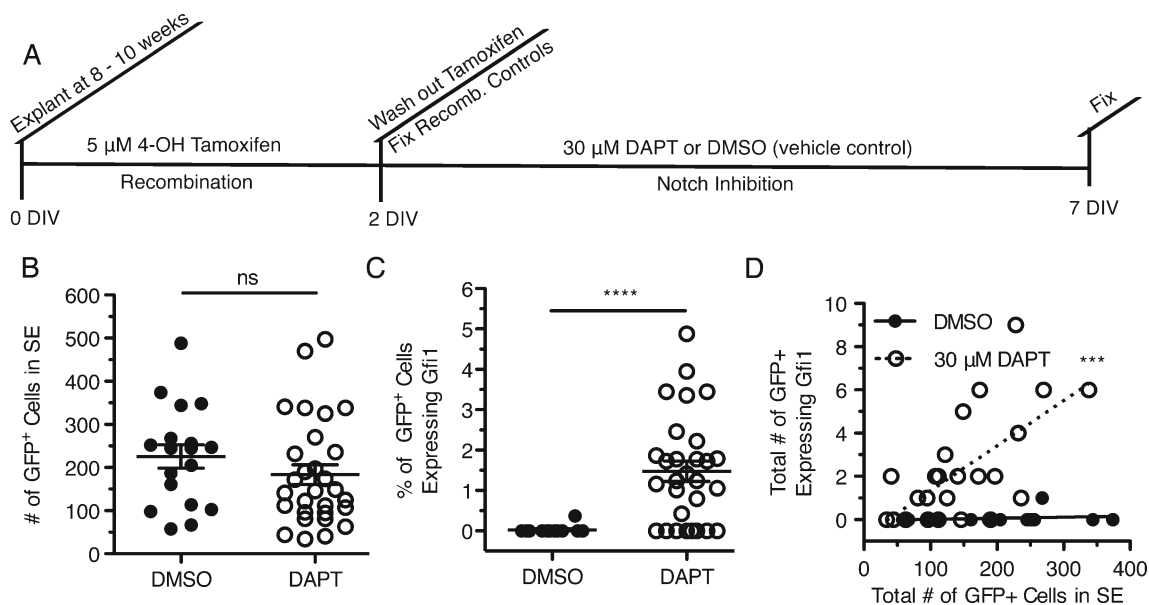 A
Explant at 8 - 10 weeks
Wash out Tamoxifen
Fix Recomb. Controls
Fix
5 µM 4-OH Tamoxifen
30 µM DAPT or DMSO (vehicle control)
Recombination
Notch Inhibition
0 DIV
2 DIV
7 DIV
B
ns
# of GFP⁺ Cells in SE
600
500
400
300
200
100
0
DMSO
DAPT
C
****
% of GFP⁺ Cells
Expressing Gfi1
6
5
4
3
2
1
0
DMSO
DAPT
D
Total # of GFP+
Expressing Gfi1
10
8
6
4
2
0
DMSO
30 µM DAPT
***
0
100
200
300
400
Total # of GFP+ Cells in SE